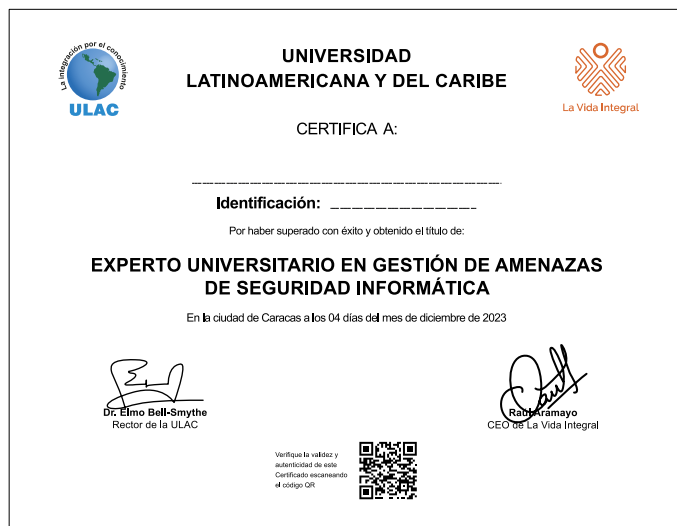 La integración por el conocimiento
ULAC
UNIVERSIDAD
LATINOAMERICANA Y DEL CARIBE
La Vida Integral
CERTIFICA A:
Identificación:
Por haber superado con éxito y obtenido el título de:
EXPERTO UNIVERSITARIO EN GESTIÓN DE AMENAZAS
DE SEGURIDAD INFORMÁTICA
En la ciudad de Caracas a los 04 días del mes de diciembre de 2023
Dr. Elmo Bell-Smythe
Rector de la ULAC
Raúl Aramayo
CEO de La Vida Integral
Verifique la validez y
autenticidad de este
Certificado escaneando
el código QR